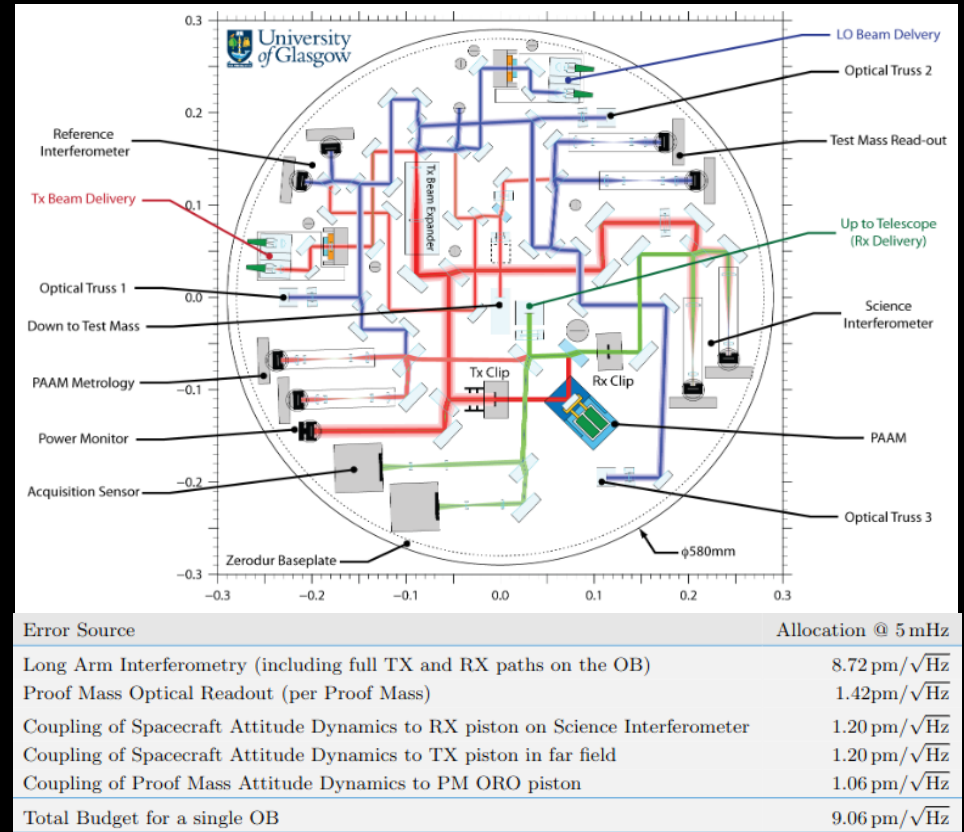 University
of Glasgow
LO Beam Delvery
Optical Truss 2
Reference
Interferometer
Test Mass Read-out
Tx Beam Expander
Tx Beam Delivery
Up to Telescope
(Rx Delivery)
Optical Truss 1
Down to Test Mass
Science
Interferometer
PAAM Metrology
Tx Clip
Rx Clip
Power Monitor
PAAM
Acquisition Sensor
Optical Truss 3
Zerodur Baseplate
ϕ580mm
0.3
0.2
0.1
0.0
−0.1
−0.2
−0.3
−0.3 −0.2 −0.1 0.0 0.1 0.2 0.3
Error Source Allocation @ 5 mHz
Long Arm Interferometry (including full TX and RX paths on the OB) 8.72 pm/√Hz
Proof Mass Optical Readout (per Proof Mass) 1.42pm/√Hz
Coupling of Spacecraft Attitude Dynamics to RX piston on Science Interferometer 1.20 pm/√Hz
Coupling of Spacecraft Attitude Dynamics to TX piston in far field 1.20 pm/√Hz
Coupling of Proof Mass Attitude Dynamics to PM ORO piston 1.06 pm/√Hz
Total Budget for a single OB 9.06 pm/√Hz